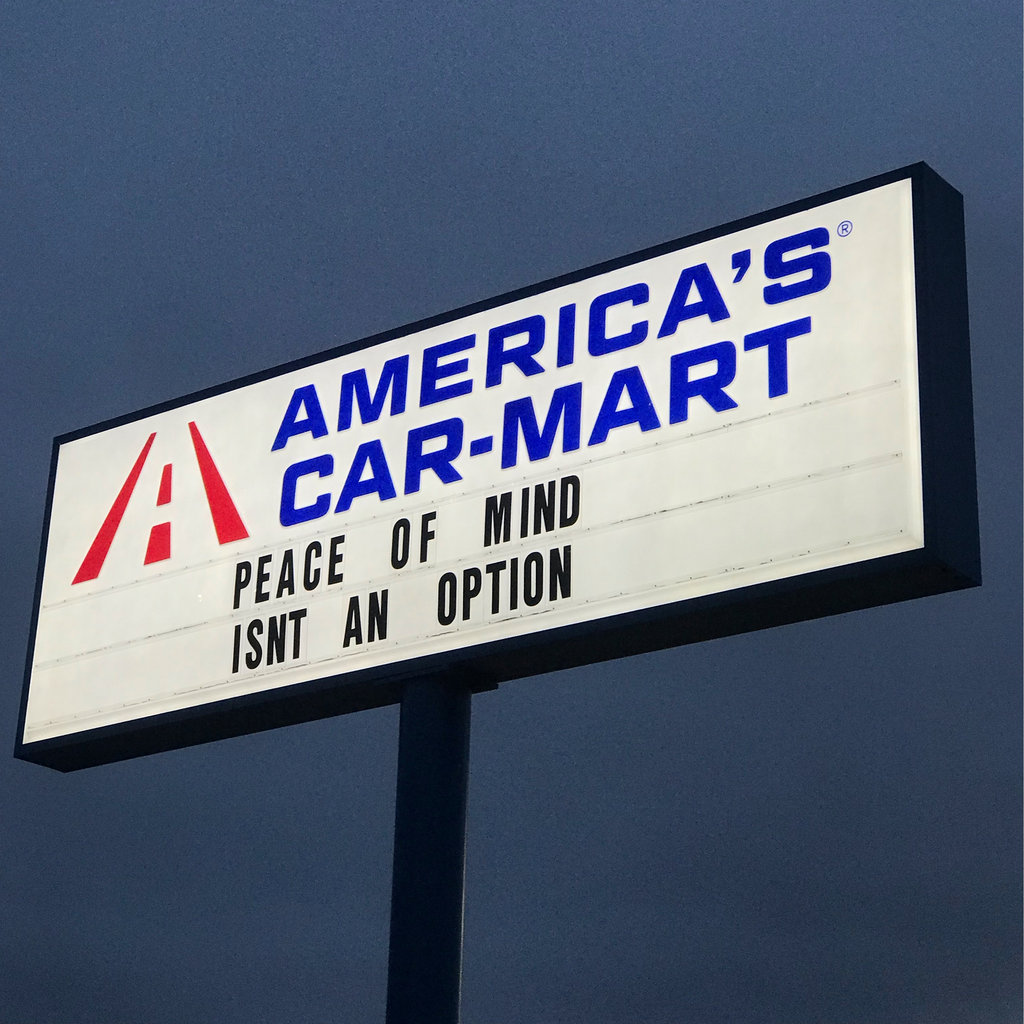 AMERICA'S®
CAR-MART
PEACE OF MIND
ISNT AN OPTION